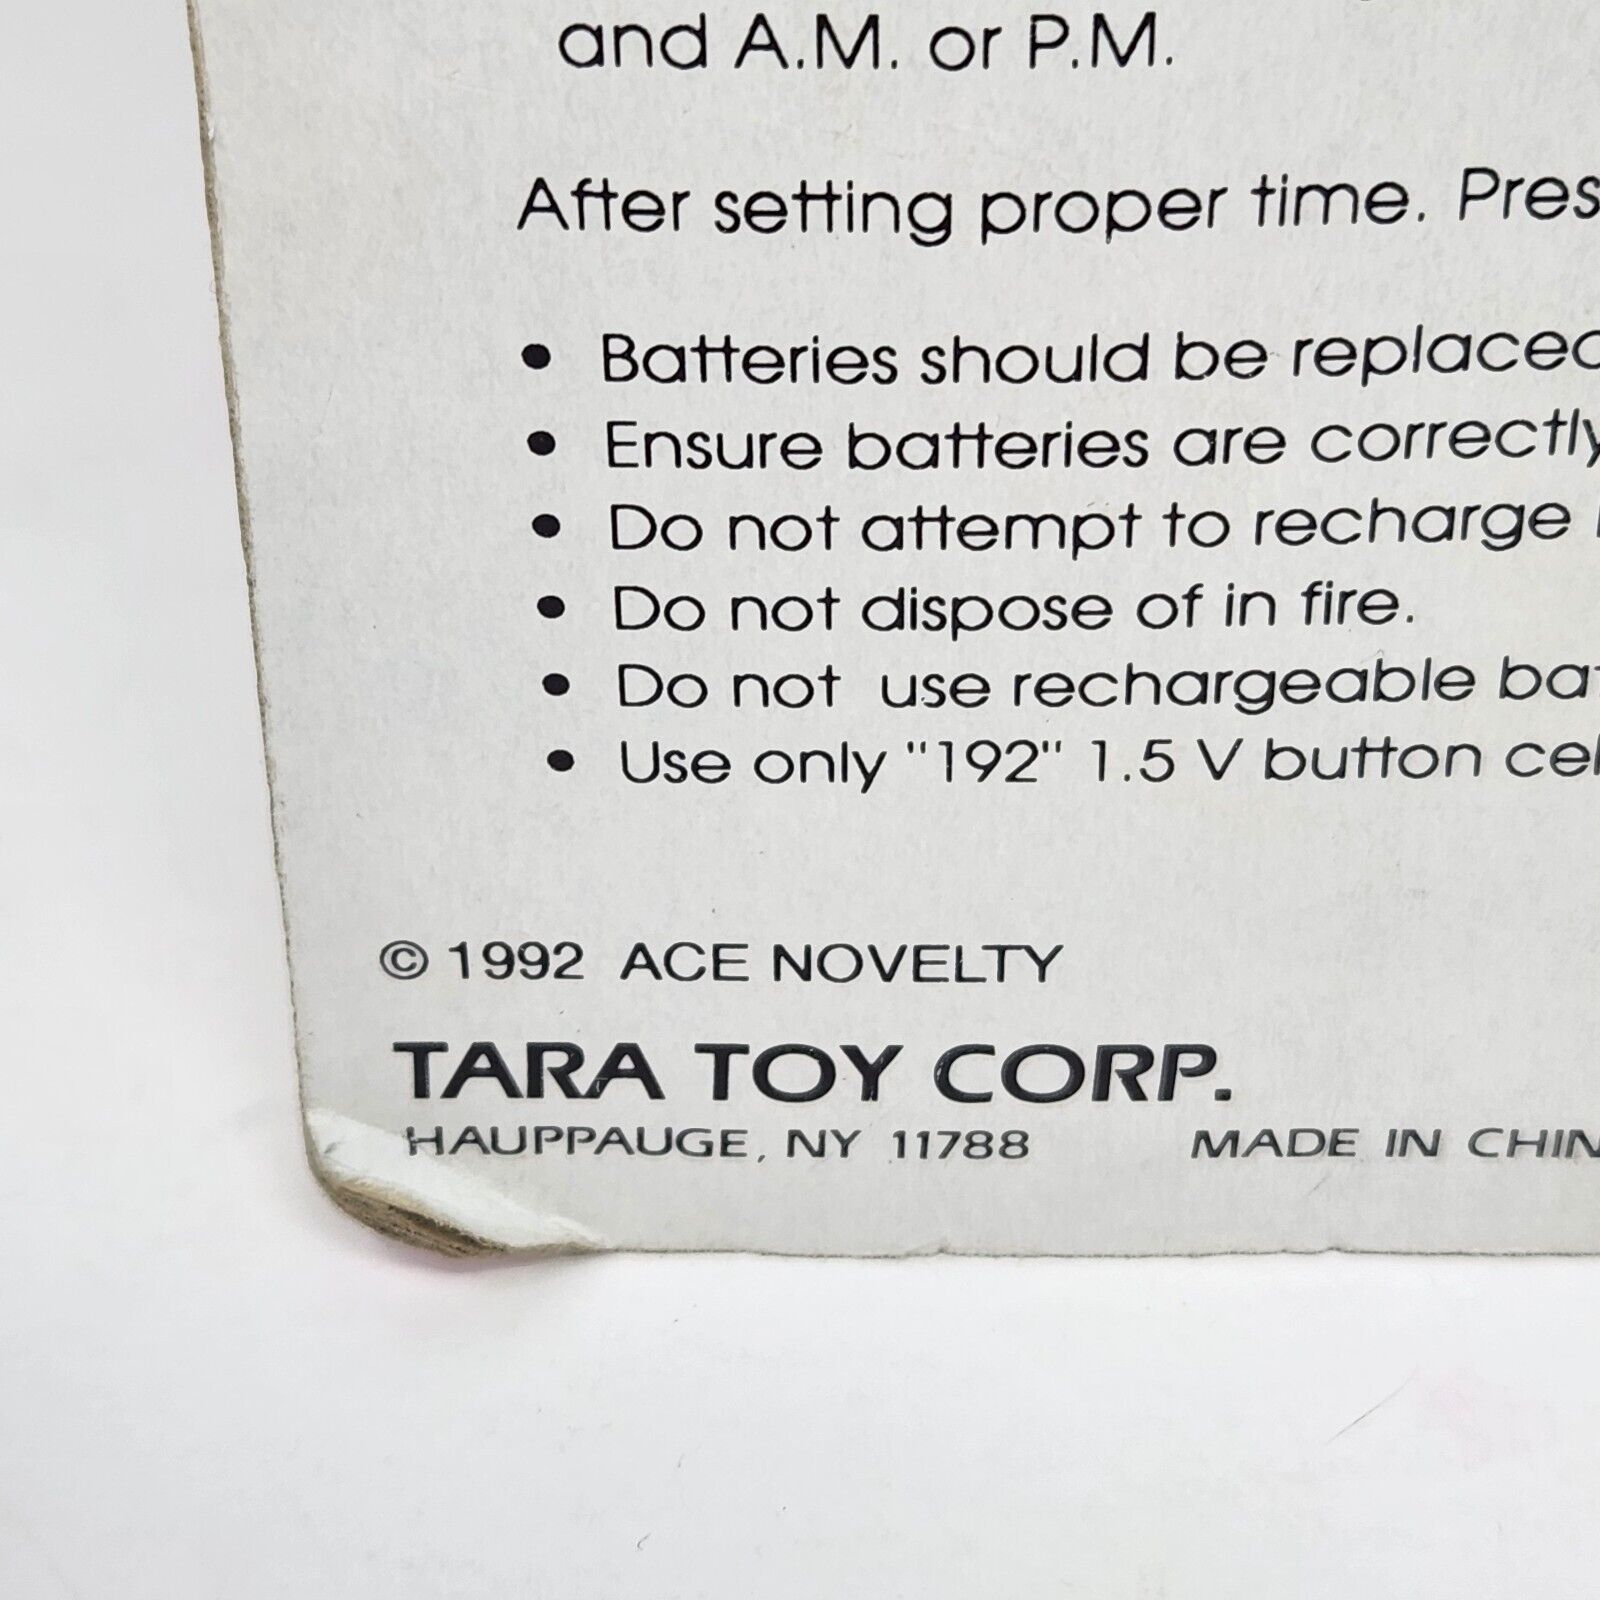 and A.M. or P.M.
After setting proper time. Pres
• Batteries should be replaced
• Ensure batteries are correctly
• Do not attempt to recharge
• Do not dispose of in fire.
• Do not use rechargeable bat
• Use only "192" 1.5 V button cel
© 1992 ACE NOVELTY
TARA TOY CORP.
HAUPPAUGE, NY 11788 MADE IN CHIN